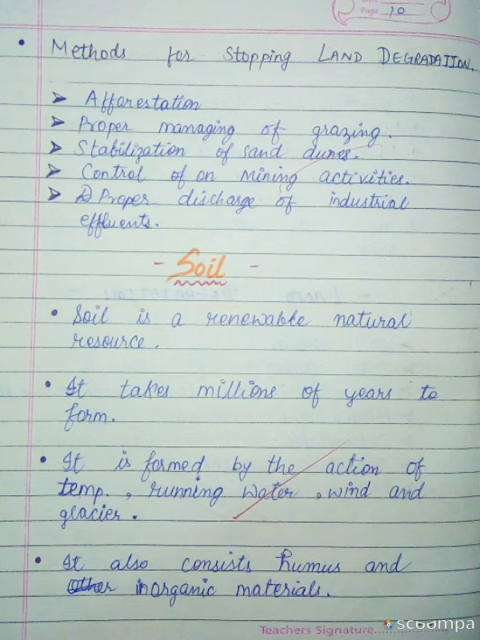 Page 10
• Methods for Stopping LAND DEGRADATION.
➤ Afforestation
➤ Proper managing of grazing.
➤ Stabilization of sand dunes.
➤ Control of on Mining activities.
➤ Proper discharge of industrial
effluents.
- Soil -
• Soil is a renewable natural
resource.
• It takes millions of years to
form.
• It is formed by the action of
temp., running water, wind and
glacier.
• It also consists humus and
inorganic materials.
Teachers Signature...............
scoompa